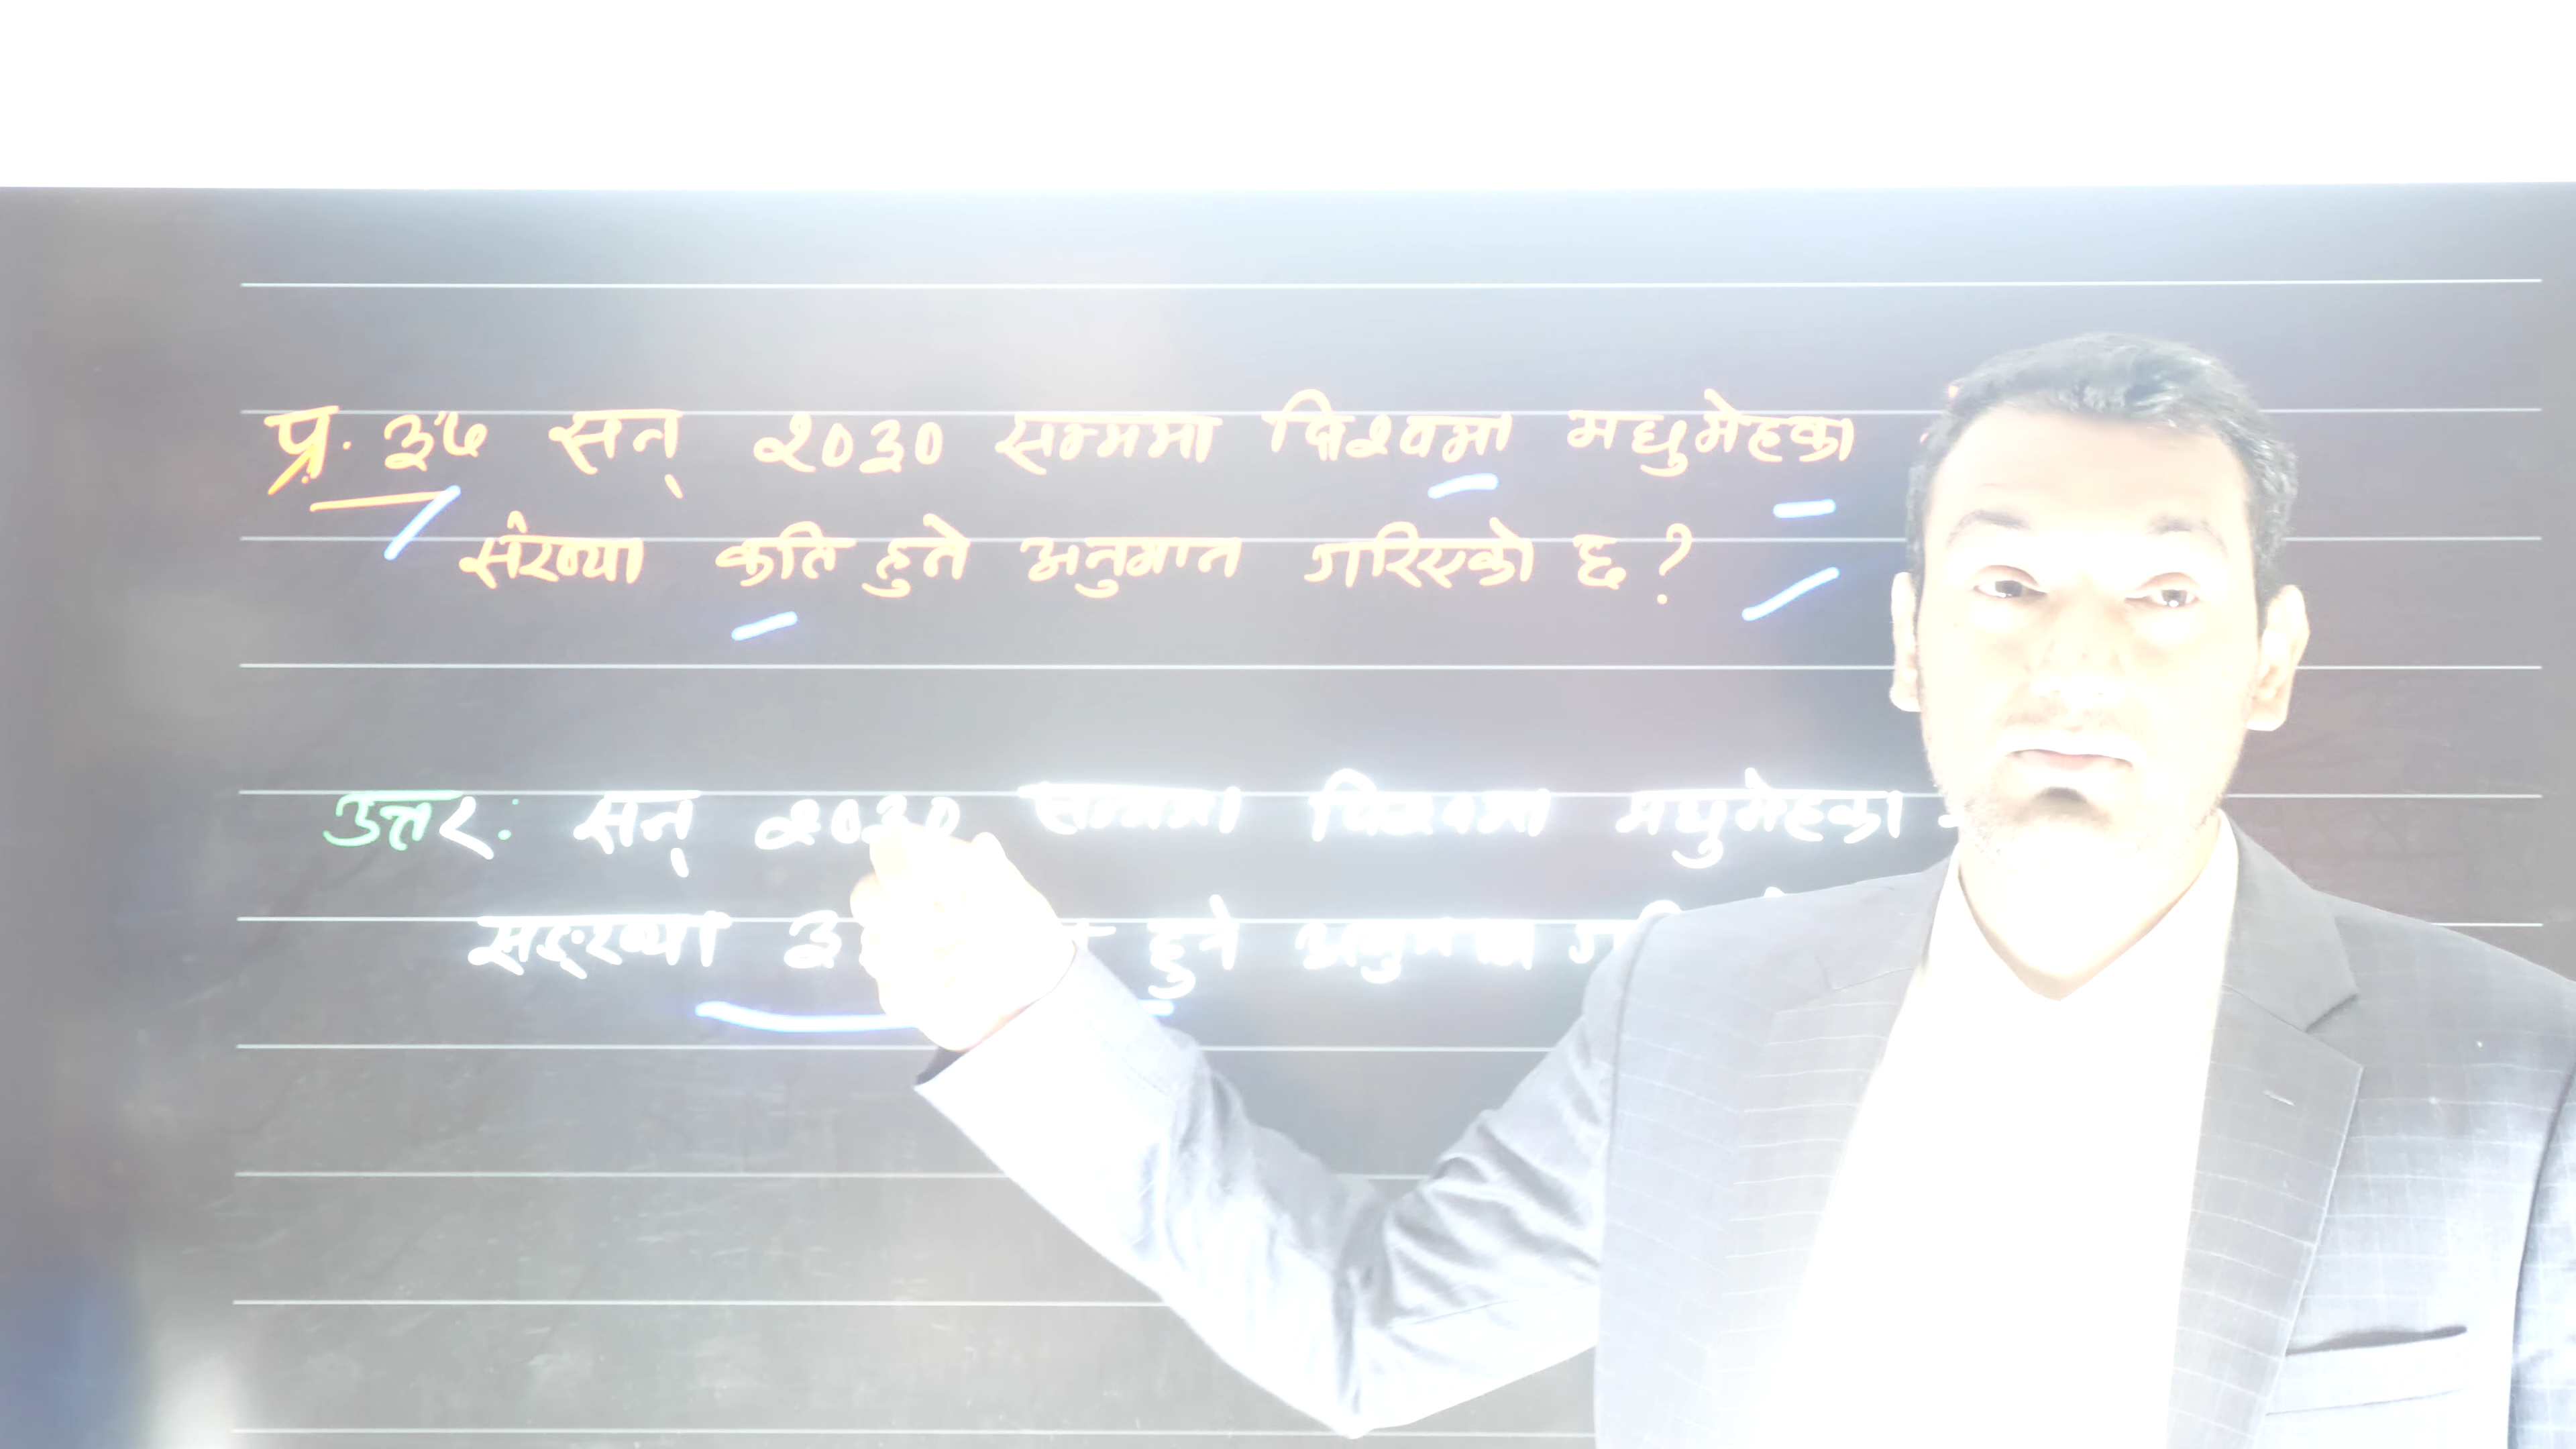 प्र. ३५ सन् २०३० सम्ममा विश्वमा मधुमेहका
संख्या कति हुने अनुमान गरिएको छ ?
उत्तर: सन् २०३० सम्ममा विश्वमा मधुमेहका
सङ्ख्या हुने अनुमान